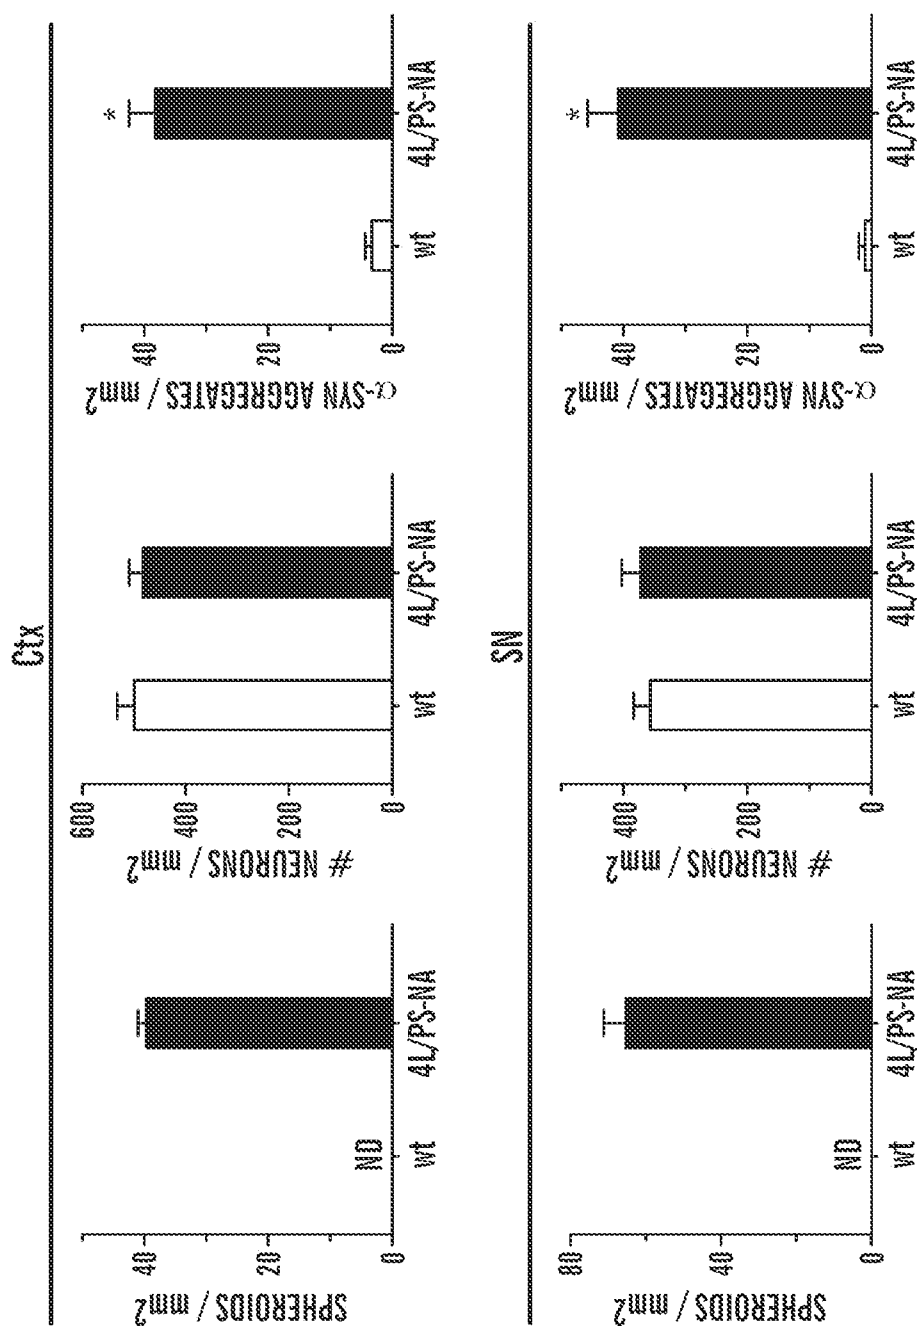 Ctx
SPHEROIDS / mm²
40
20
0
ND
wt
4L/PS-NA
# NEURONS / mm²
600
400
200
0
wt
4L/PS-NA
α-SYN AGGREGATES / mm²
40
20
0
*
wt
4L/PS-NA
SN
SPHEROIDS / mm²
80
40
0
ND
wt
4L/PS-NA
# NEURONS / mm²
400
200
0
wt
4L/PS-NA
α-SYN AGGREGATES / mm²
40
20
0
*
wt
4L/PS-NA